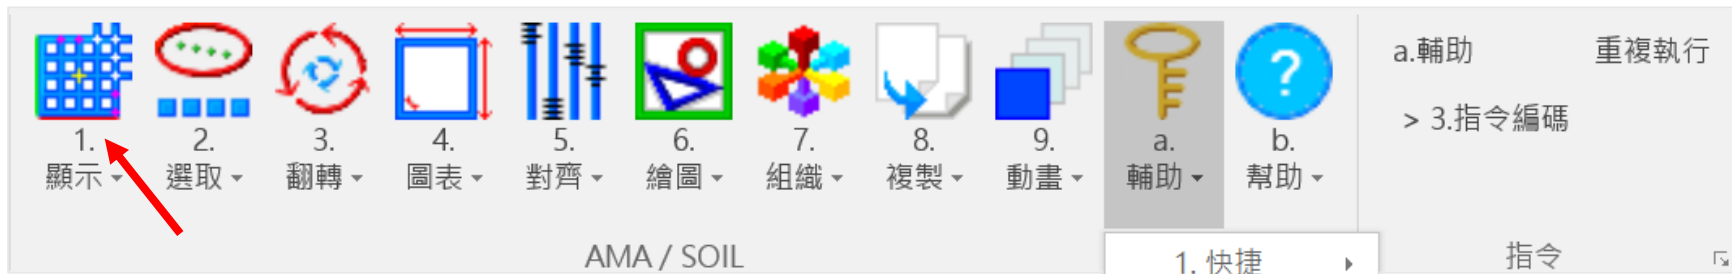 1.
顯示
2.
選取
3.
翻轉
4.
圖表
5.
對齊
6.
繪圖
7.
組織
8.
複製
9.
動畫
a.
輔助
?
b.
幫助
AMA / SOIL
1. 快捷
a.輔助 重複執行
> 3.指令編碼
指令